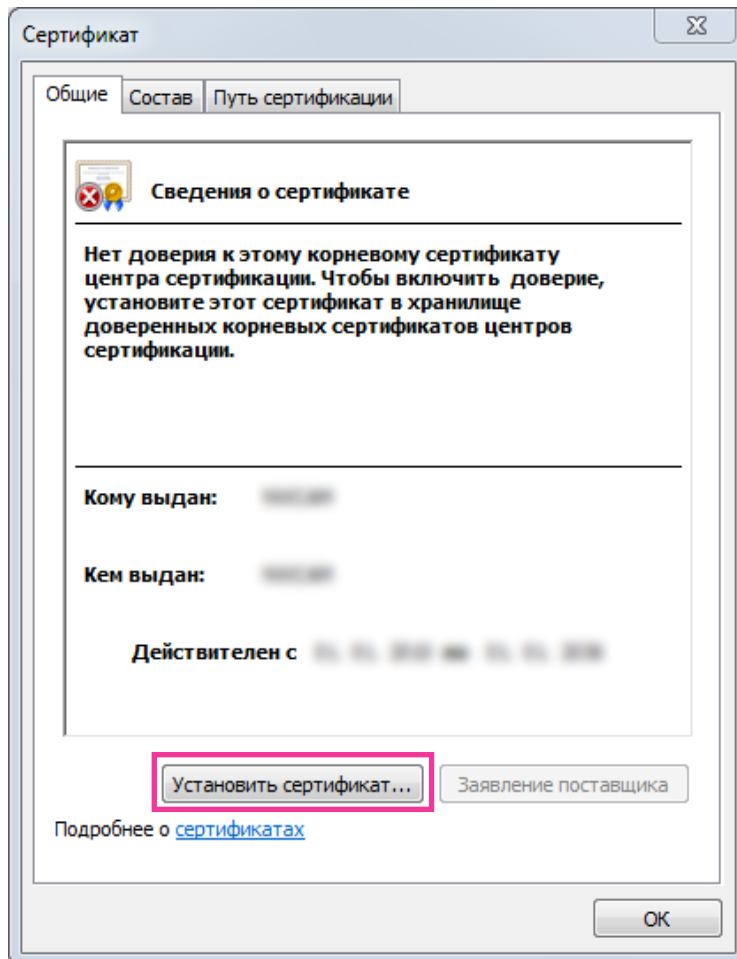 Сертификат
Общие Состав Путь сертификации
Сведения о сертификате
Нет доверия к этому корневому сертификату
центра сертификации. Чтобы включить доверие,
установите этот сертификат в хранилище
доверенных корневых сертификатов центров
сертификации.
Кому выдан:
Кем выдан:
Действителен с
Установить сертификат... Заявление поставщика
Подробнее о сертификатах
ОК